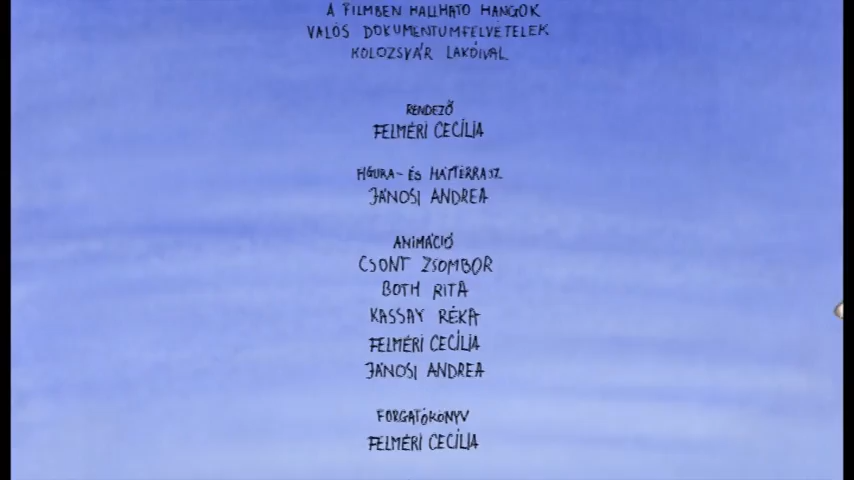 A FILMBEN HALLHATÓ HANGOK
VALÓS DOKUMENTUMFELVÉTELEK
KOLOZSVÁR LAKÓIVAL
RENDEZŐ
FELMÉRI CECÍLIA
FIGURA- ÉS HÁTTÉRRAJZ
JÁNOSI ANDREA
ANIMÁCIÓ
CSONT ZSOMBOR
BOTH RITA
KASSAY RÉKA
FELMÉRI CECÍLIA
JÁNOSI ANDREA
FORGATÓKÖNYV
FELMÉRI CECÍLIA